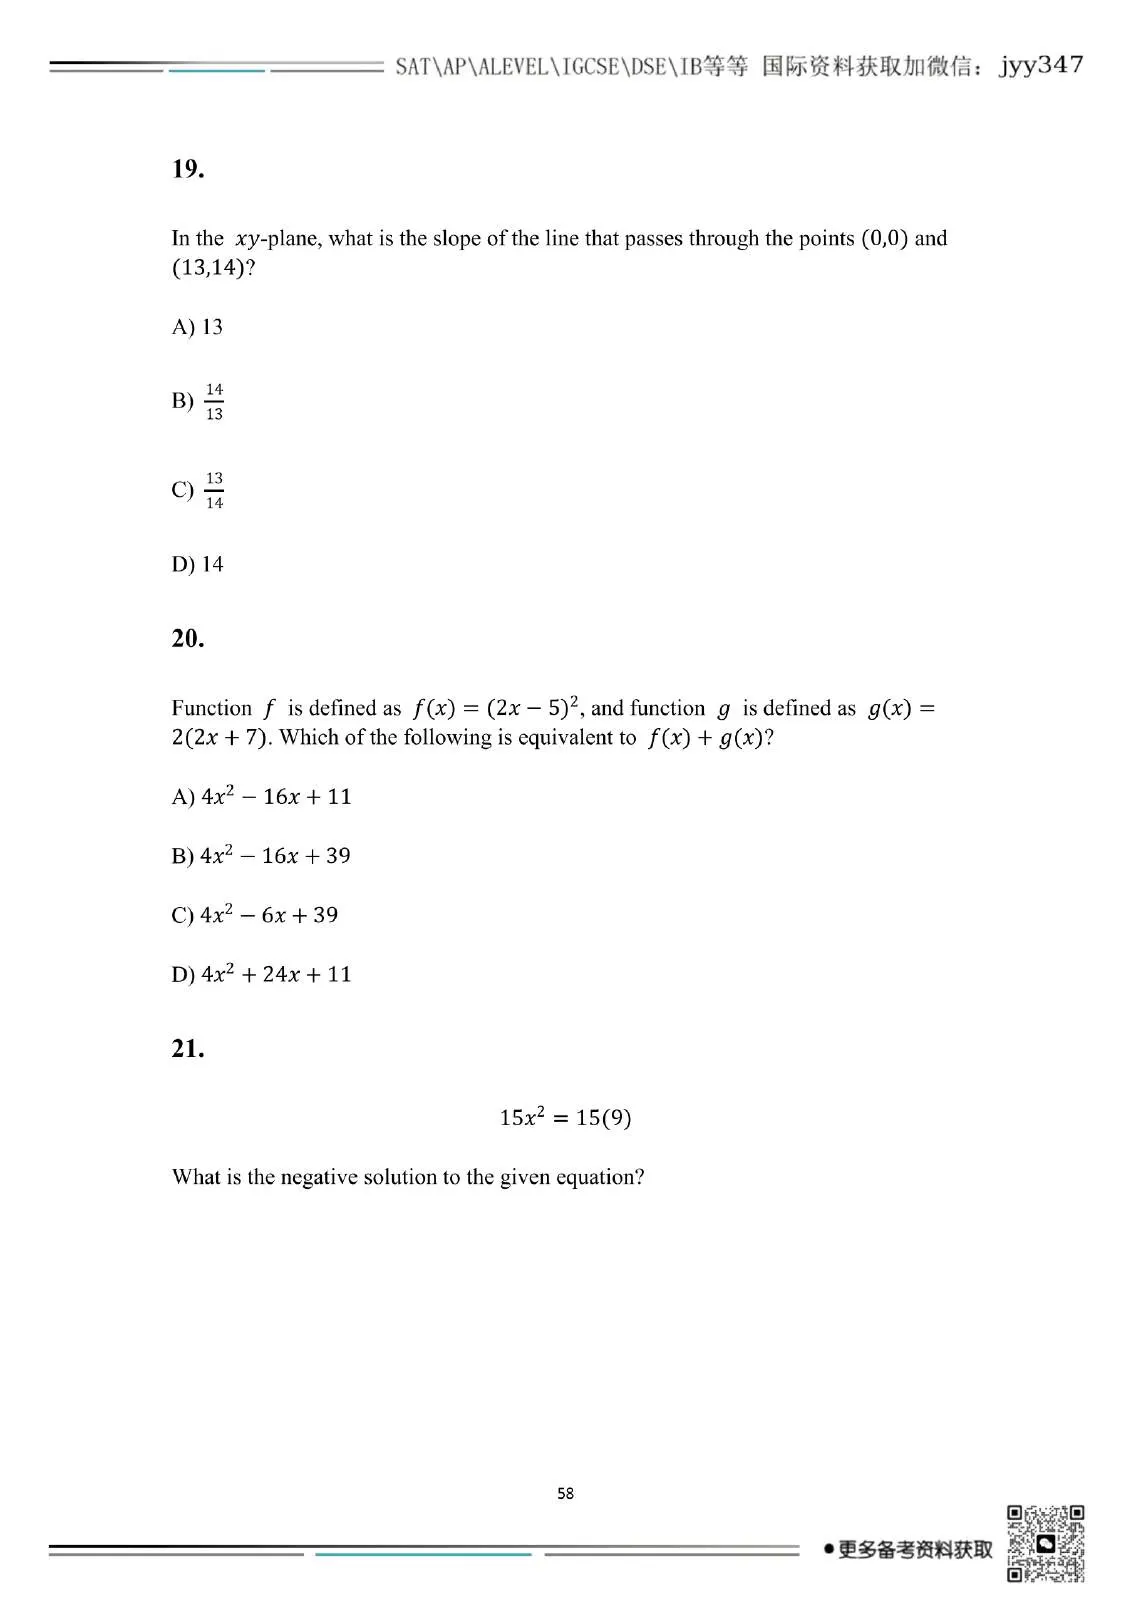 SAT\AP\ALEVEL\IGCSE\DSE\IB等等 国际资料获取加微信： jyy347
19.
In the xy-plane, what is the slope of the line that passes through the points (0,0) and
(13,14)?
A) 13
B) 14/13
C) 13/14
D) 14
20.
Function f is defined as f(x) = (2x − 5)², and function g is defined as g(x) =
2(2x + 7). Which of the following is equivalent to f(x) + g(x)?
A) 4x² − 16x + 11
B) 4x² − 16x + 39
C) 4x² − 6x + 39
D) 4x² + 24x + 11
21.
15x² = 15(9)
What is the negative solution to the given equation?
58
●更多备考资料获取